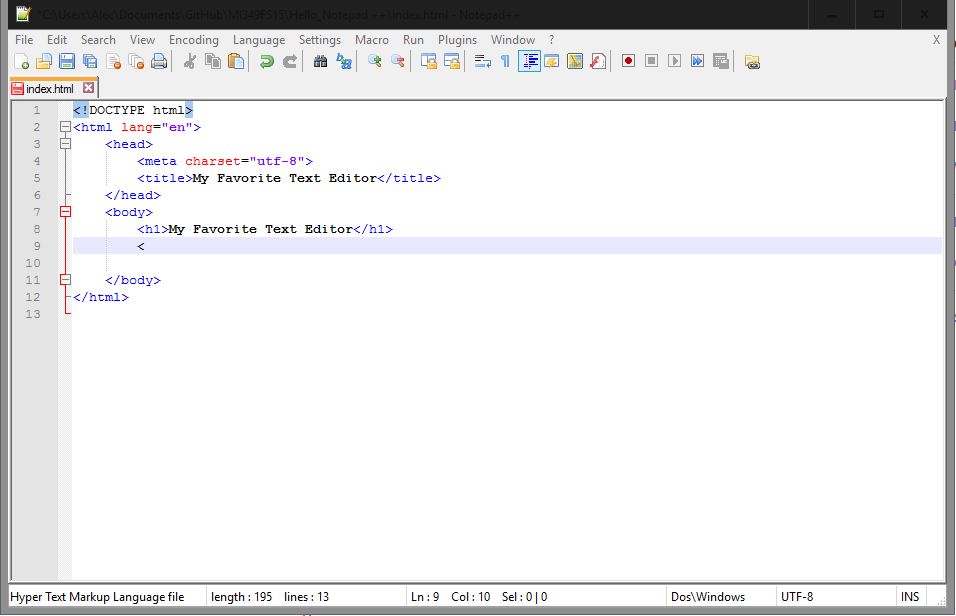 *C:\Users\Alec\Documents\GitHub\MI349FS15\Hello_Notepad ++\index.html - Notepad++
File Edit Search View Encoding Language Settings Macro Run Plugins Window ? X
index.html
1 <!DOCTYPE html>
2 <html lang="en">
3 <head>
4 <meta charset="utf-8">
5 <title>My Favorite Text Editor</title>
6 </head>
7 <body>
8 <h1>My Favorite Text Editor</h1>
9 <
10
11 </body>
12 </html>
13
Hyper Text Markup Language file length : 195 lines : 13 Ln : 9 Col : 10 Sel : 0 | 0 Dos\Windows UTF-8 INS